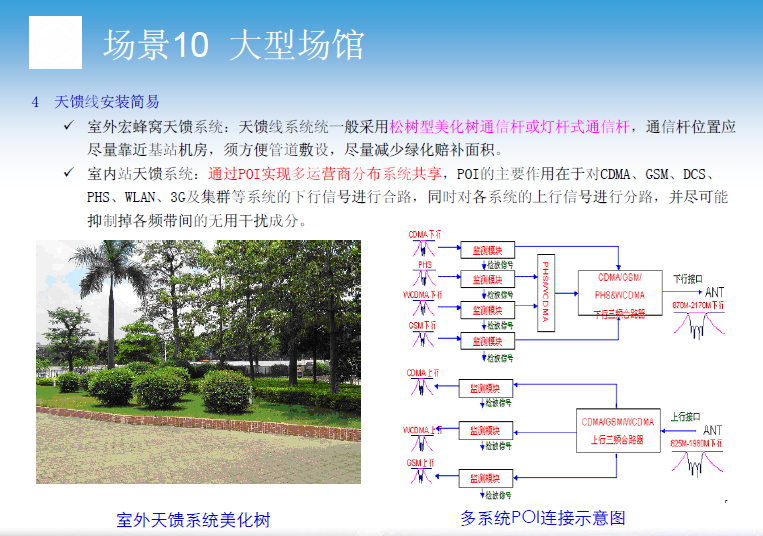 场景10 大型场馆
4 天馈线安装简易
✓ 室外宏蜂窝天馈系统：天馈线系统统一般采用松树型美化树通信杆或灯杆式通信杆，通信杆位置应
尽量靠近基站机房，须方便管道敷设，尽量减少绿化赔补面积。
✓ 室内站天馈系统：通过POI实现多运营商分布系统共享，POI的主要作用在于对CDMA、GSM、DCS、
PHS、WLAN、3G及集群等系统的下行信号进行合路，同时对各系统的上行信号进行分路，并尽可能
抑制掉各频带间的无用干扰成分。
CDMA下行
监测模块
检波信号
PHS
监测模块
检波信号
WCDMA下行
监测模块
检波信号
GSM下行
监测模块
检波信号
PHS/WCDMA
CDMA/GSM/
PHS&WCDMA
下行三频合路器
下行接口
ANT
870M-2170M下行
CDMA上行
监测模块
检波信号
WCDMA上行
监测模块
检波信号
GSM上行
监测模块
检波信号
CDMA/GSM/WCDMA
上行三频合路器
上行接口
ANT
825M-1980M下行
室外天馈系统美化树
多系统POI连接示意图